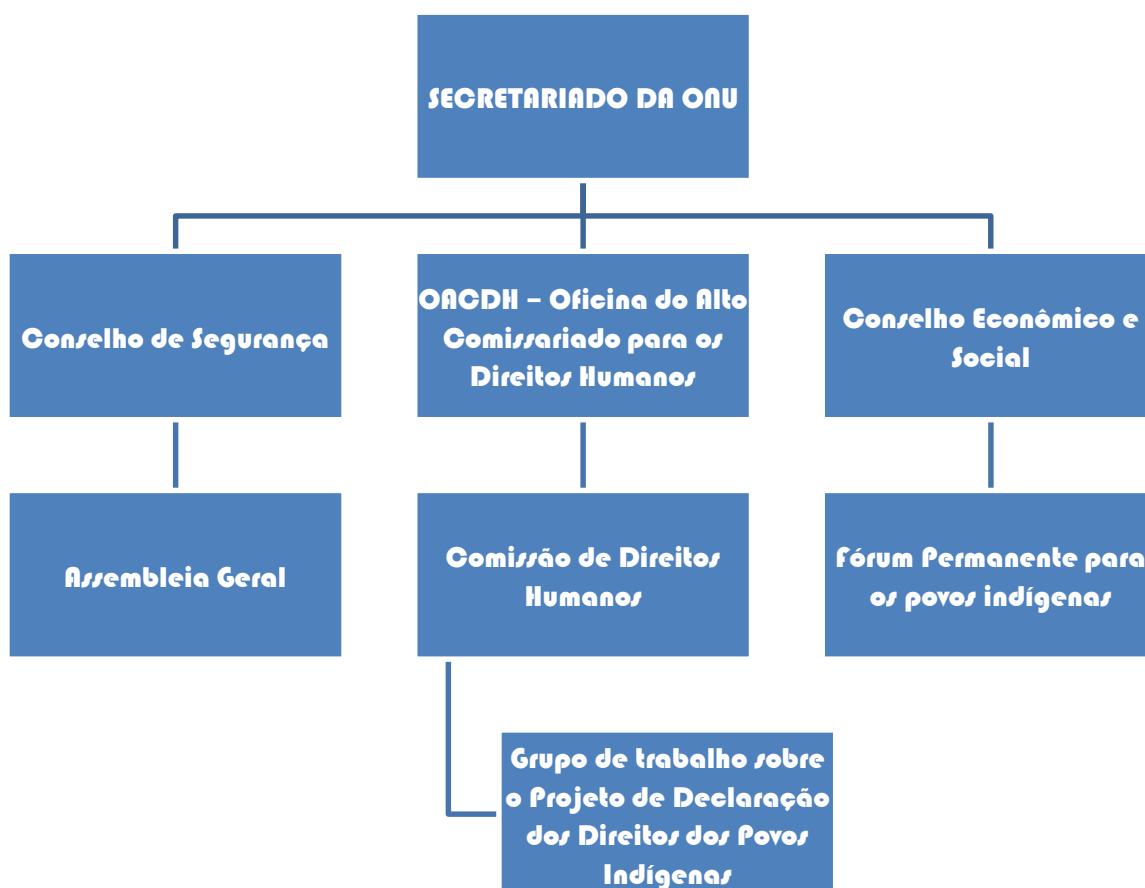 SECRETARIADO DA ONU
Conselho de Segurança
OACDH – Oficina do Alto
Comissariado para os
Direitos Humanos
Conselho Econômico e
Social
Assembleia Geral
Comissão de Direitos
Humanos
Fórum Permanente para
os povos indígenas
Grupo de trabalho sobre
o Projeto de Declaração
dos Direitos dos Povos
Indígenas